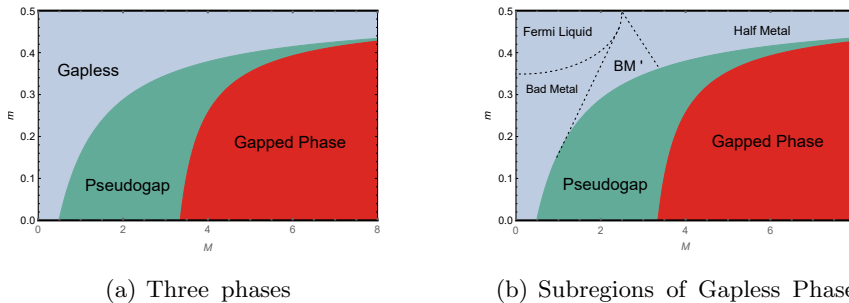 0.5
0.4
0.3
0.2
0.1
0.0
m
Gapless
Pseudogap
Gapped Phase
0 2 4 6 8
M
(a) Three phases
0.5
0.4
0.3
0.2
0.1
0.0
m
Fermi Liquid
Half Metal
BM '
Bad Metal
Pseudogap
Gapped Phase
0 2 4 6
M
(b) Subregions of Gapless Phase